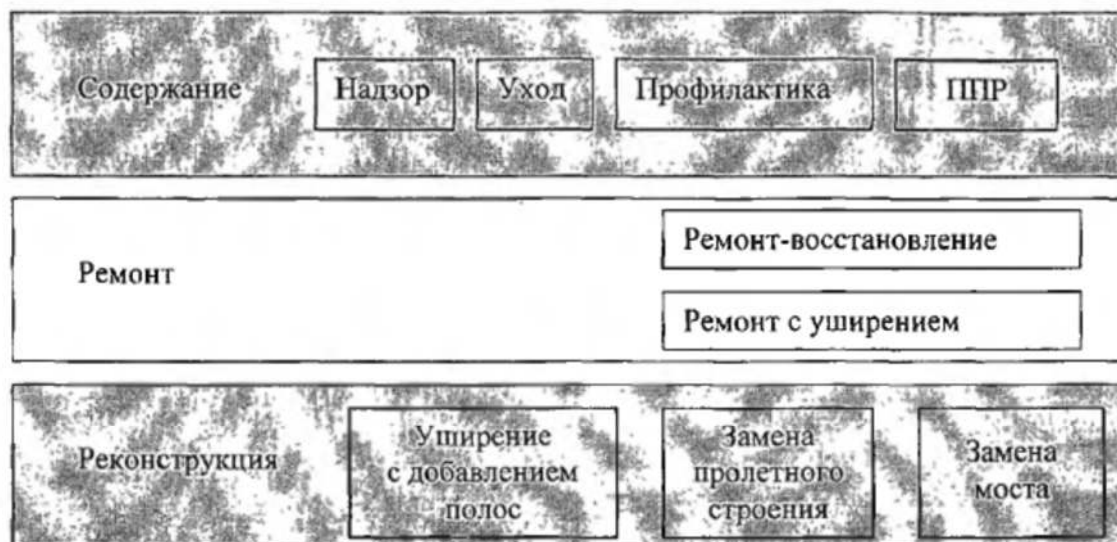 Содержание Надзор Уход Профилактика ППР
Ремонт
Ремонт-восстановление
Ремонт с уширением
Реконструкция
Уширение
с добавлением
полос
Замена
пролетного
строения
Замена
моста